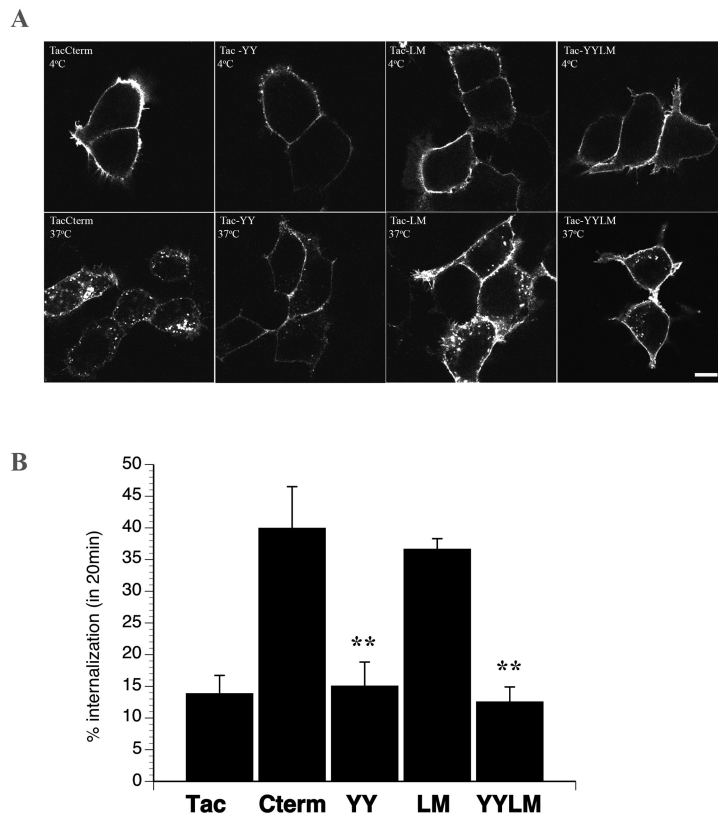 A
TacCterm Tac -YY Tac-LM Tac-YYLM
4°C 4°C 4°C 4°C
TacCterm Tac-YY Tac-LM Tac-YYLM
37°C 37°C 37°C 37°C
B
% internalization (in 20min)
50
45
40
35
30
25
20
15
10
5
0
** **
Tac Cterm YY LM YYLM